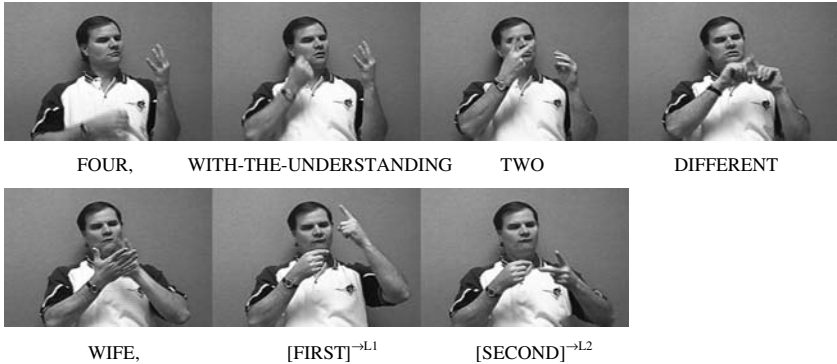 FOUR, WITH-THE-UNDERSTANDING TWO DIFFERENT
WIFE, [FIRST]→L1 [SECOND]→L2